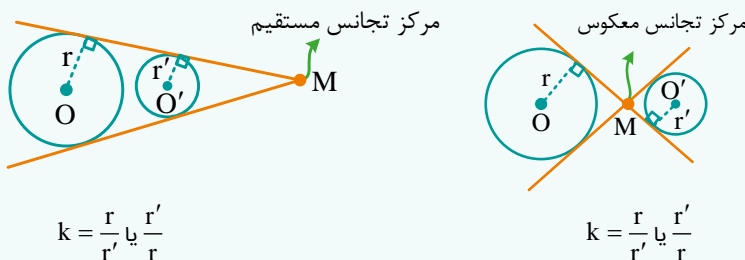 مرکز تجانس معکوس
r
O
M
O′
r′
k = r/r′ یا r′/r
مرکز تجانس مستقیم
r
O
r′
O′
M
k = r/r′ یا r′/r